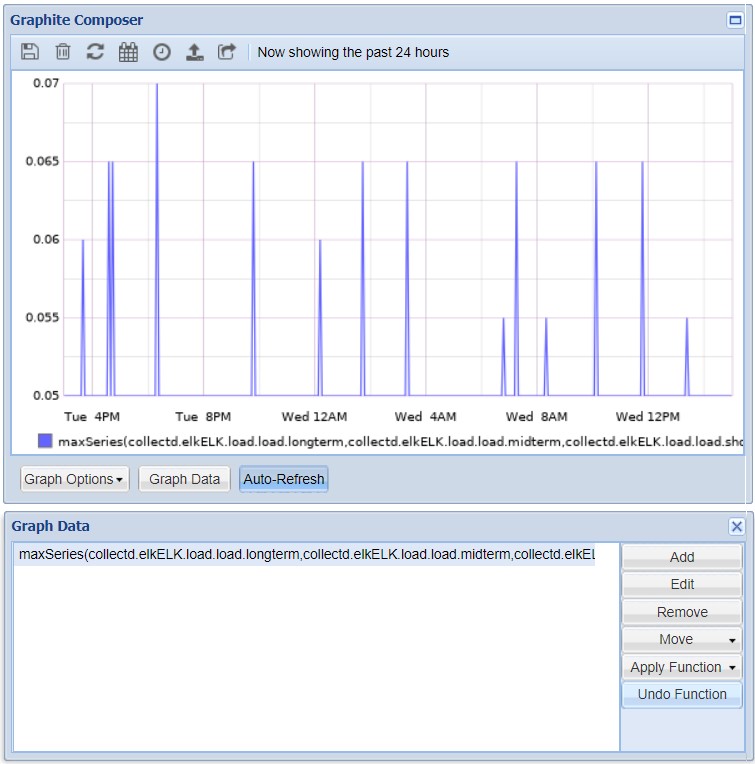 Graphite Composer
Now showing the past 24 hours
0.07
0.065
0.06
0.055
0.05
Tue 4PM Tue 8PM Wed 12AM Wed 4AM Wed 8AM Wed 12PM
maxSeries(collectd.elkELK.load.load.longterm,collectd.elkELK.load.load.midterm,collectd.elkELK.load.load.sho
Graph Options Graph Data Auto-Refresh
Graph Data
maxSeries(collectd.elkELK.load.load.longterm,collectd.elkELK.load.load.midterm,collectd.elkEL
Add
Edit
Remove
Move
Apply Function
Undo Function